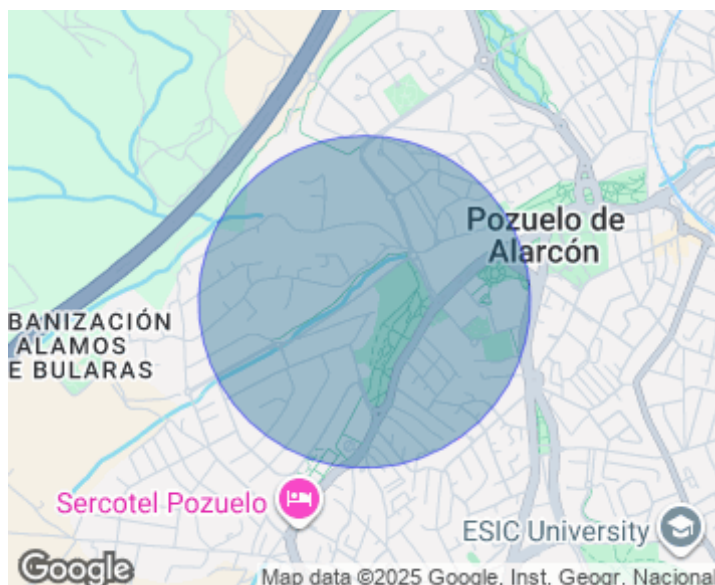 Pozuelo de
Alarcón
BANIZACIÓN
ALAMOS
E BULARAS
Sercotel Pozuelo
ESIC University
Google
Map data ©2025 Google, Inst. Geogr. Nacional